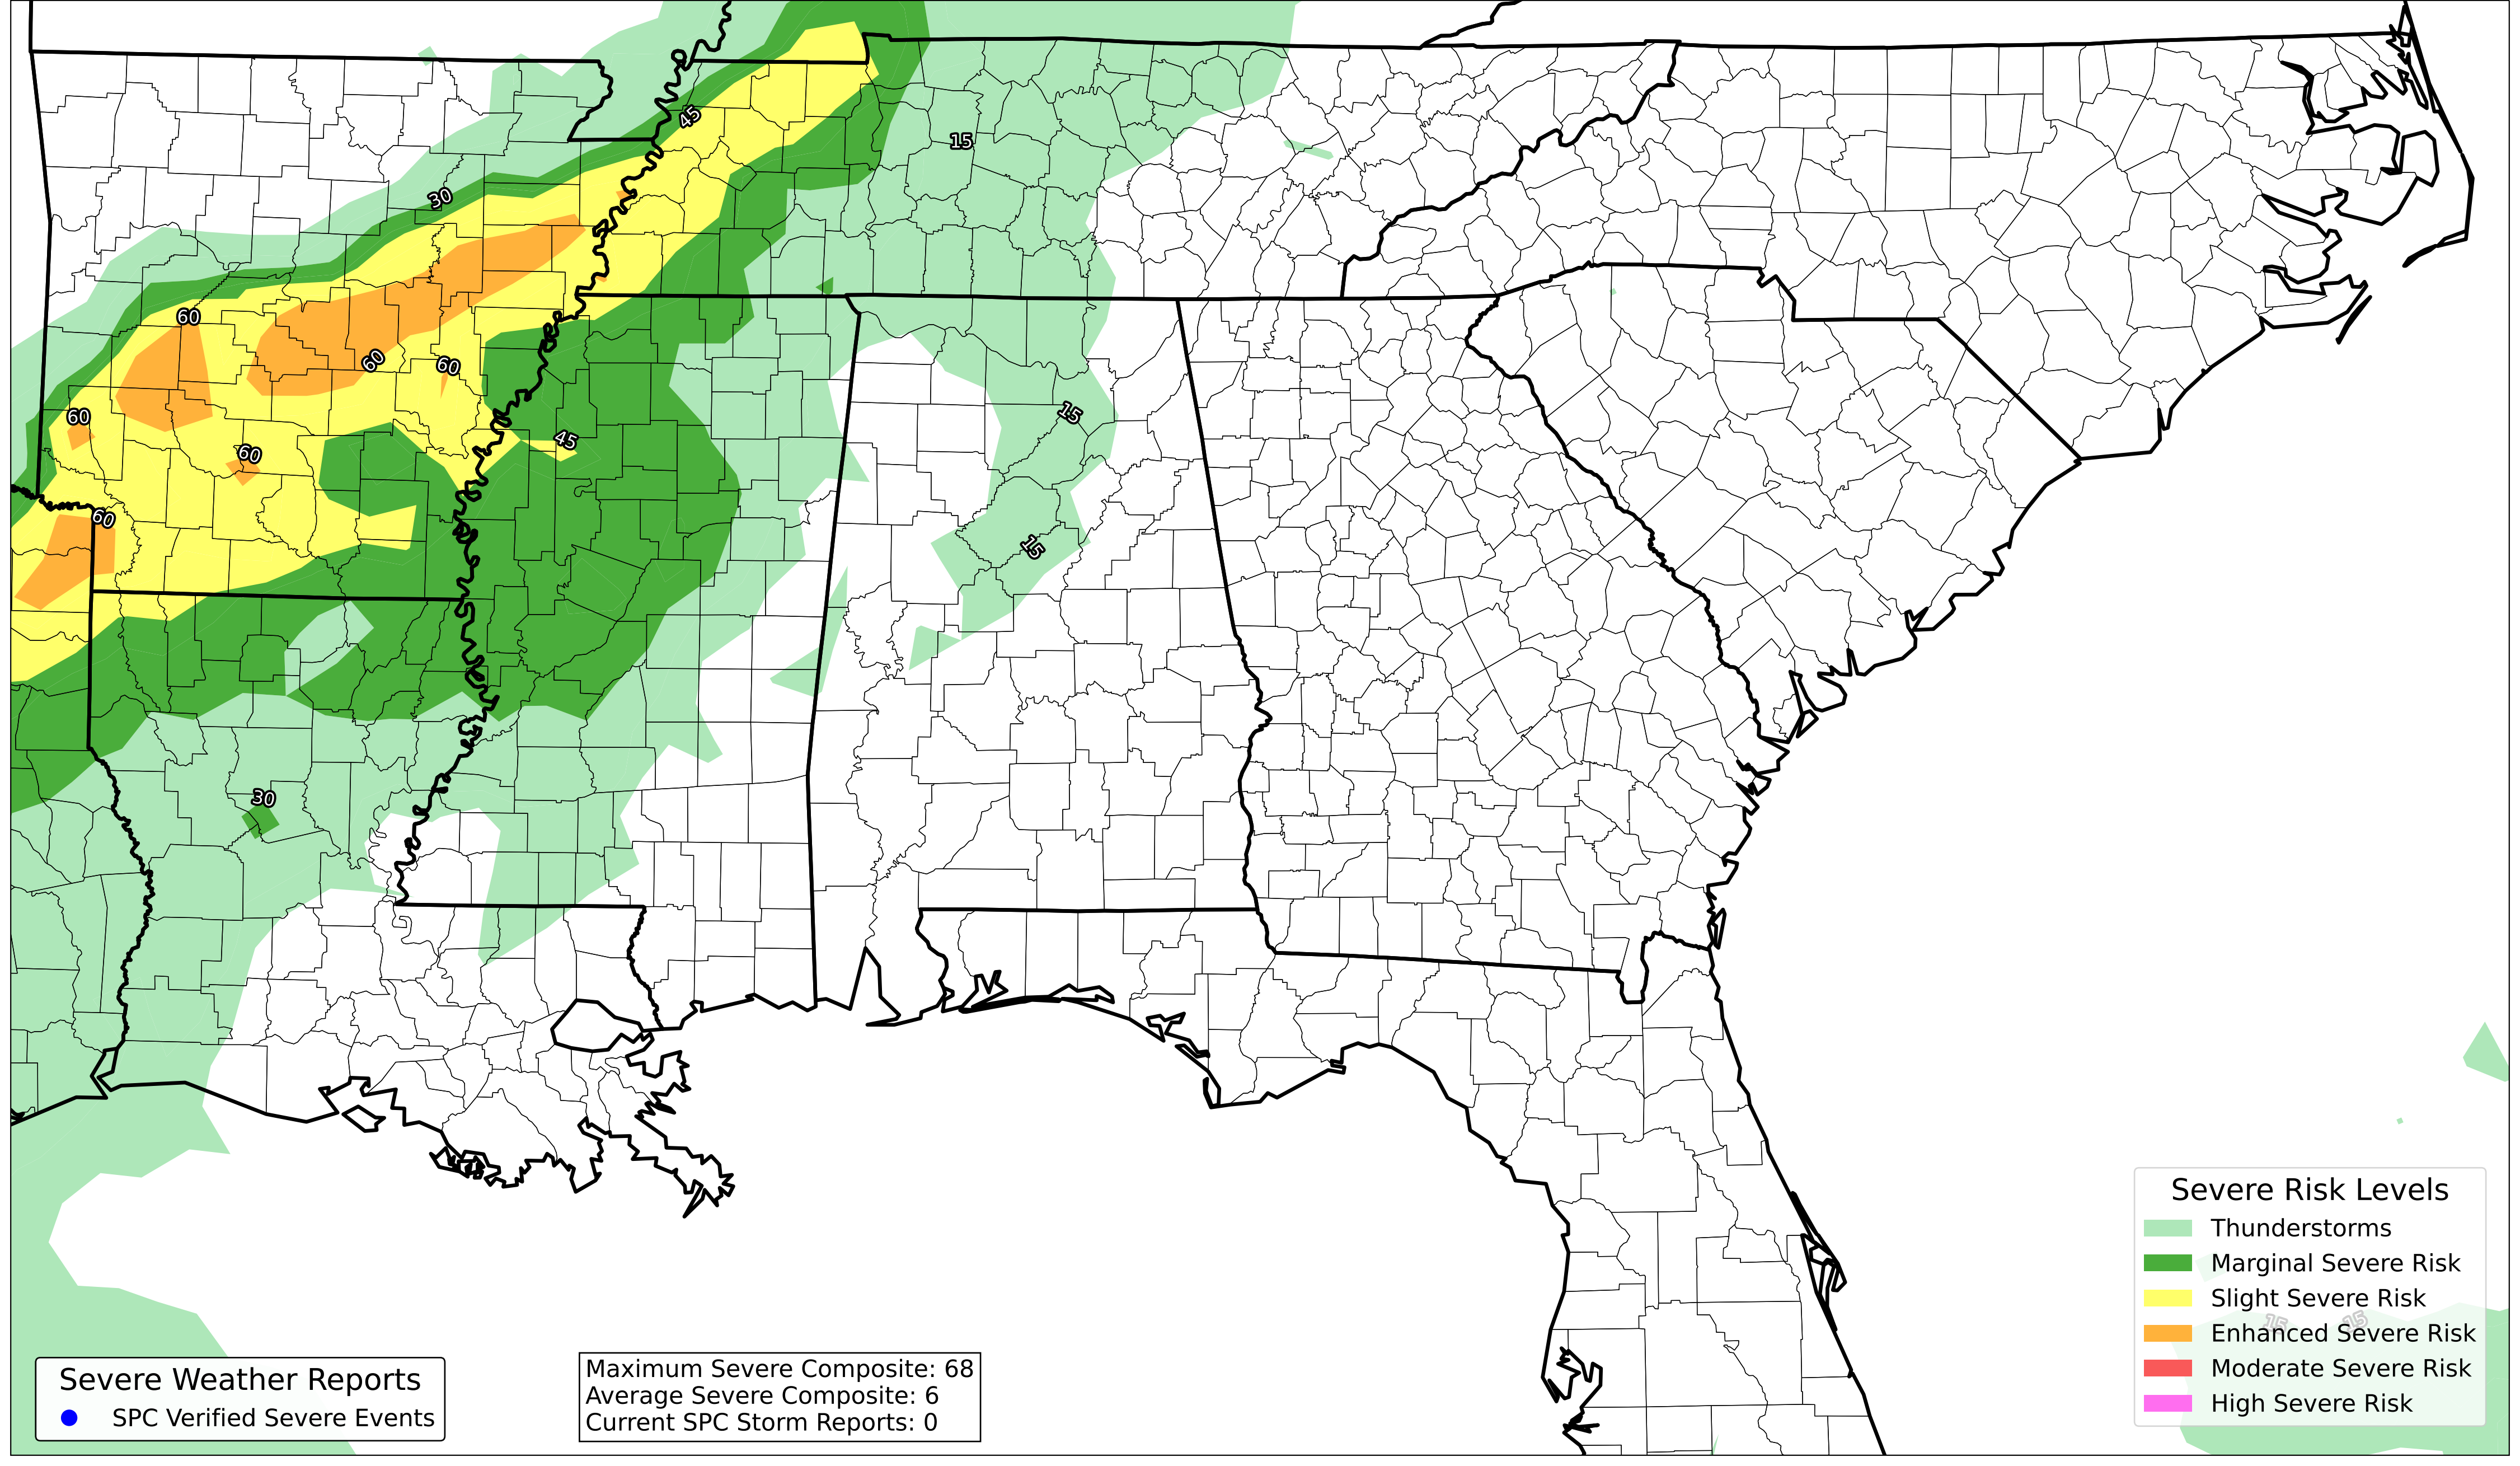 45
15
30
60
60
60
15
60
45
60
60
15
30
Severe Risk Levels
Thunderstorms
Marginal Severe Risk
Slight Severe Risk
15
15
Enhanced Severe Risk
Moderate Severe Risk
High Severe Risk
Severe Weather Reports
SPC Verified Severe Events
Maximum Severe Composite: 68
Average Severe Composite: 6
Current SPC Storm Reports: 0